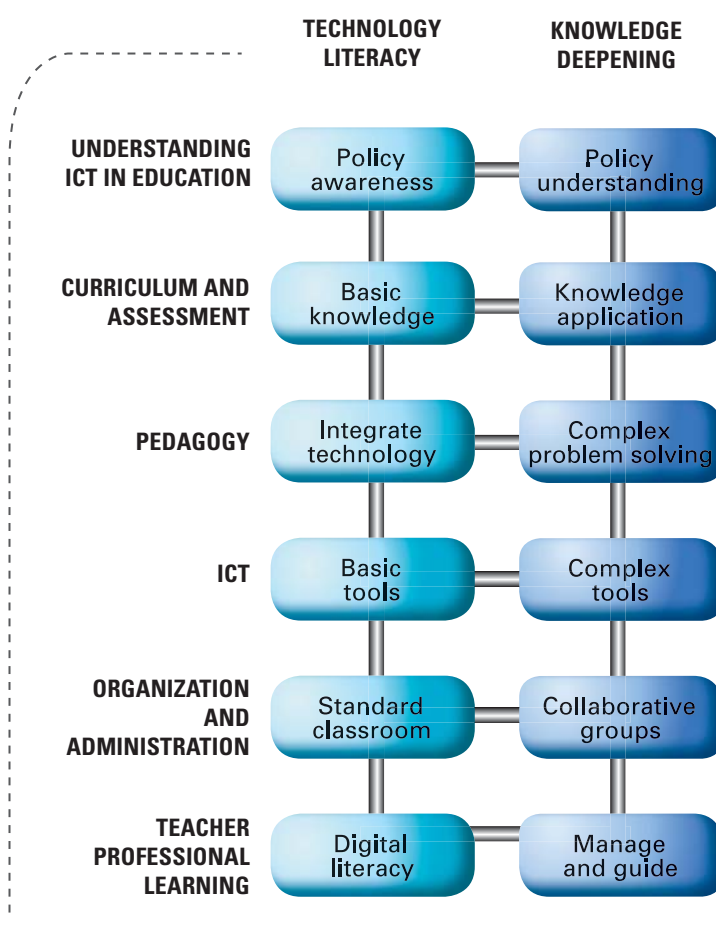 TECHNOLOGY
LITERACY
KNOWLEDGE
DEEPENING
UNDERSTANDING
ICT IN EDUCATION
Policy
awareness
Policy
understanding
CURRICULUM AND
ASSESSMENT
Basic
knowledge
Knowledge
application
PEDAGOGY
Integrate
technology
Complex
problem solving
ICT
Basic
tools
Complex
tools
ORGANIZATION
AND
ADMINISTRATION
Standard
classroom
Collaborative
groups
TEACHER
PROFESSIONAL
LEARNING
Digital
literacy
Manage
and guide